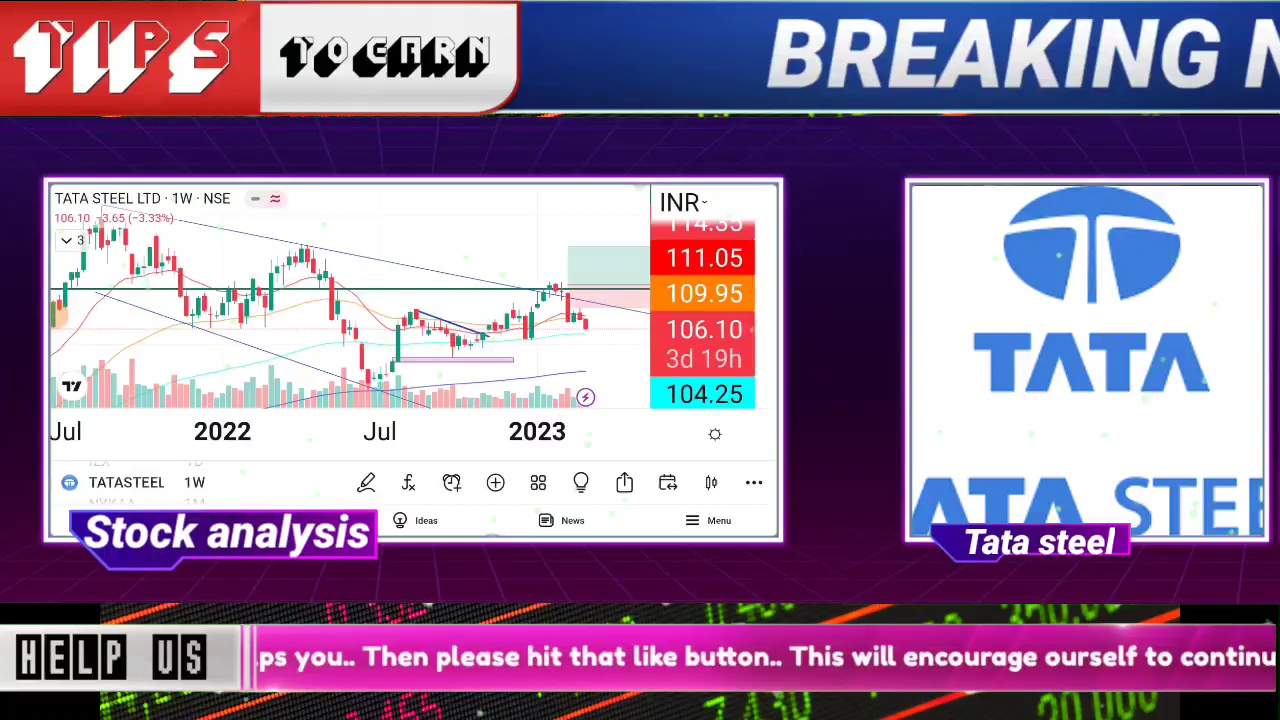 TIPS
TO EARN
BREAKING N
TATA STEEL LTD · 1W · NSE
106.10 −3.65 (−3.33%)
3
INR
114.35
111.05
109.95
106.10
3d 19h
104.25
Jul 2022 Jul 2023
TATASTEEL 1W
Ideas News Menu
Stock analysis
TATA
ATA STEE
Tata steel
HELP US
ps you.. Then please hit that like button.. This will encourage ourself to continu